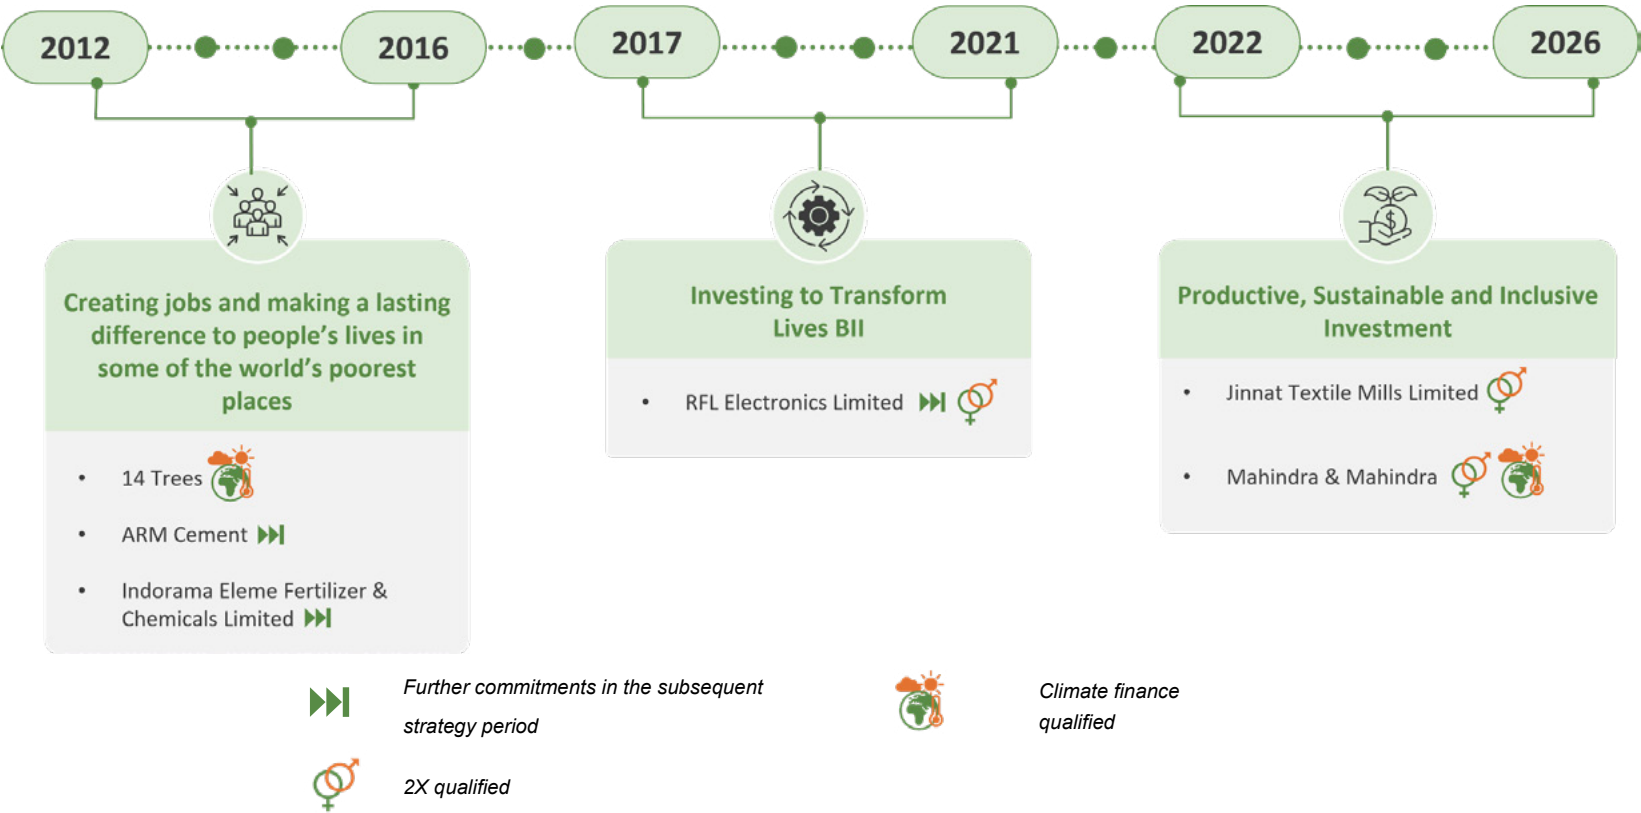 2012
2016
2017
2021
2022
2026
Creating jobs and making a lasting
difference to people's lives in
some of the world's poorest
places
• 14 Trees
• ARM Cement
• Indorama Eleme Fertilizer &
Chemicals Limited
Investing to Transform
Lives BII
• RFL Electronics Limited
Productive, Sustainable and Inclusive
Investment
• Jinnat Textile Mills Limited
• Mahindra & Mahindra
Further commitments in the subsequent
strategy period
2X qualified
Climate finance
qualified